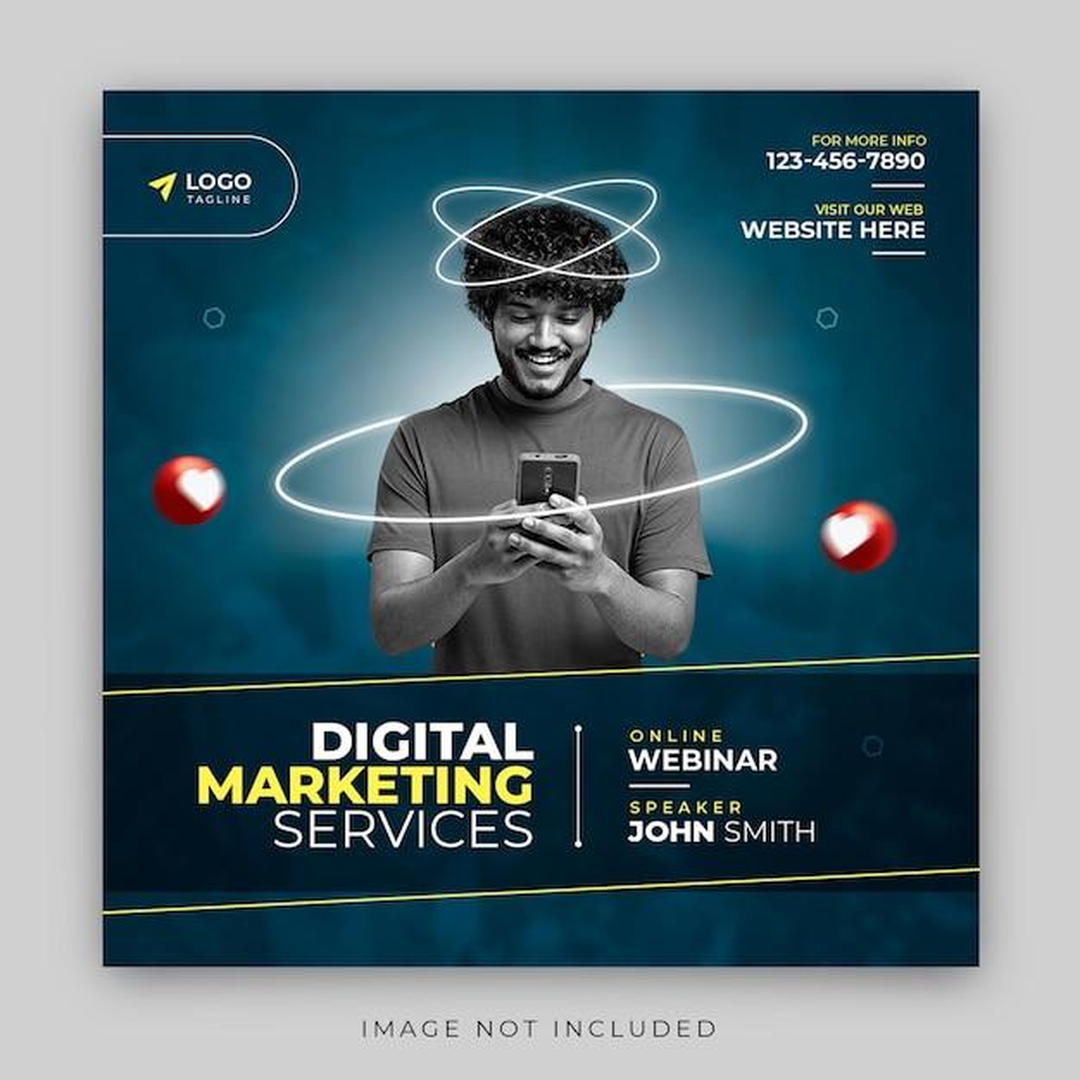 LOGO
TAGLINE
FOR MORE INFO
123-456-7890
VISIT OUR WEB
WEBSITE HERE
DIGITAL
MARKETING
SERVICES
ONLINE
WEBINAR
SPEAKER
JOHN SMITH
IMAGE NOT INCLUDED